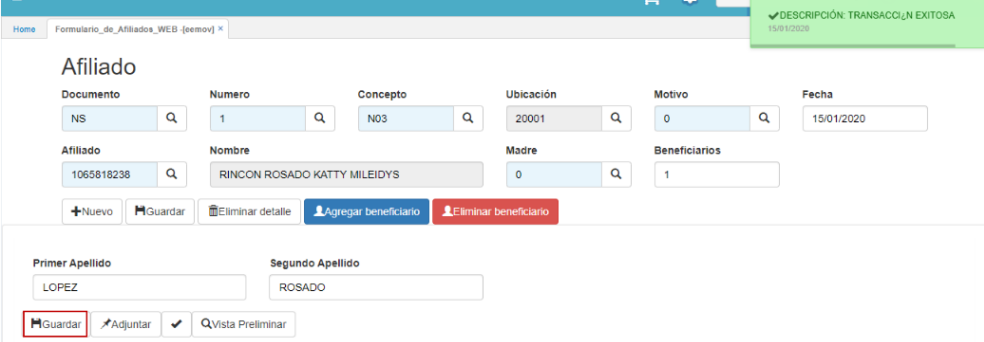 ✔DESCRIPCIÓN: TRANSACCI¿N EXITOSA
15/01/2020
Home Formulario_de_Afiliados_WEB -[eemov] ×
Afiliado
Documento Numero Concepto Ubicación Motivo Fecha
NS 1 N03 20001 0 15/01/2020
Afiliado Nombre Madre Beneficiarios
1065818238 RINCON ROSADO KATTY MILEIDYS 0 1
+Nuevo Guardar Eliminar detalle Agregar beneficiario Eliminar beneficiario
Primer Apellido Segundo Apellido
LOPEZ ROSADO
Guardar Adjuntar ✔ Vista Preliminar